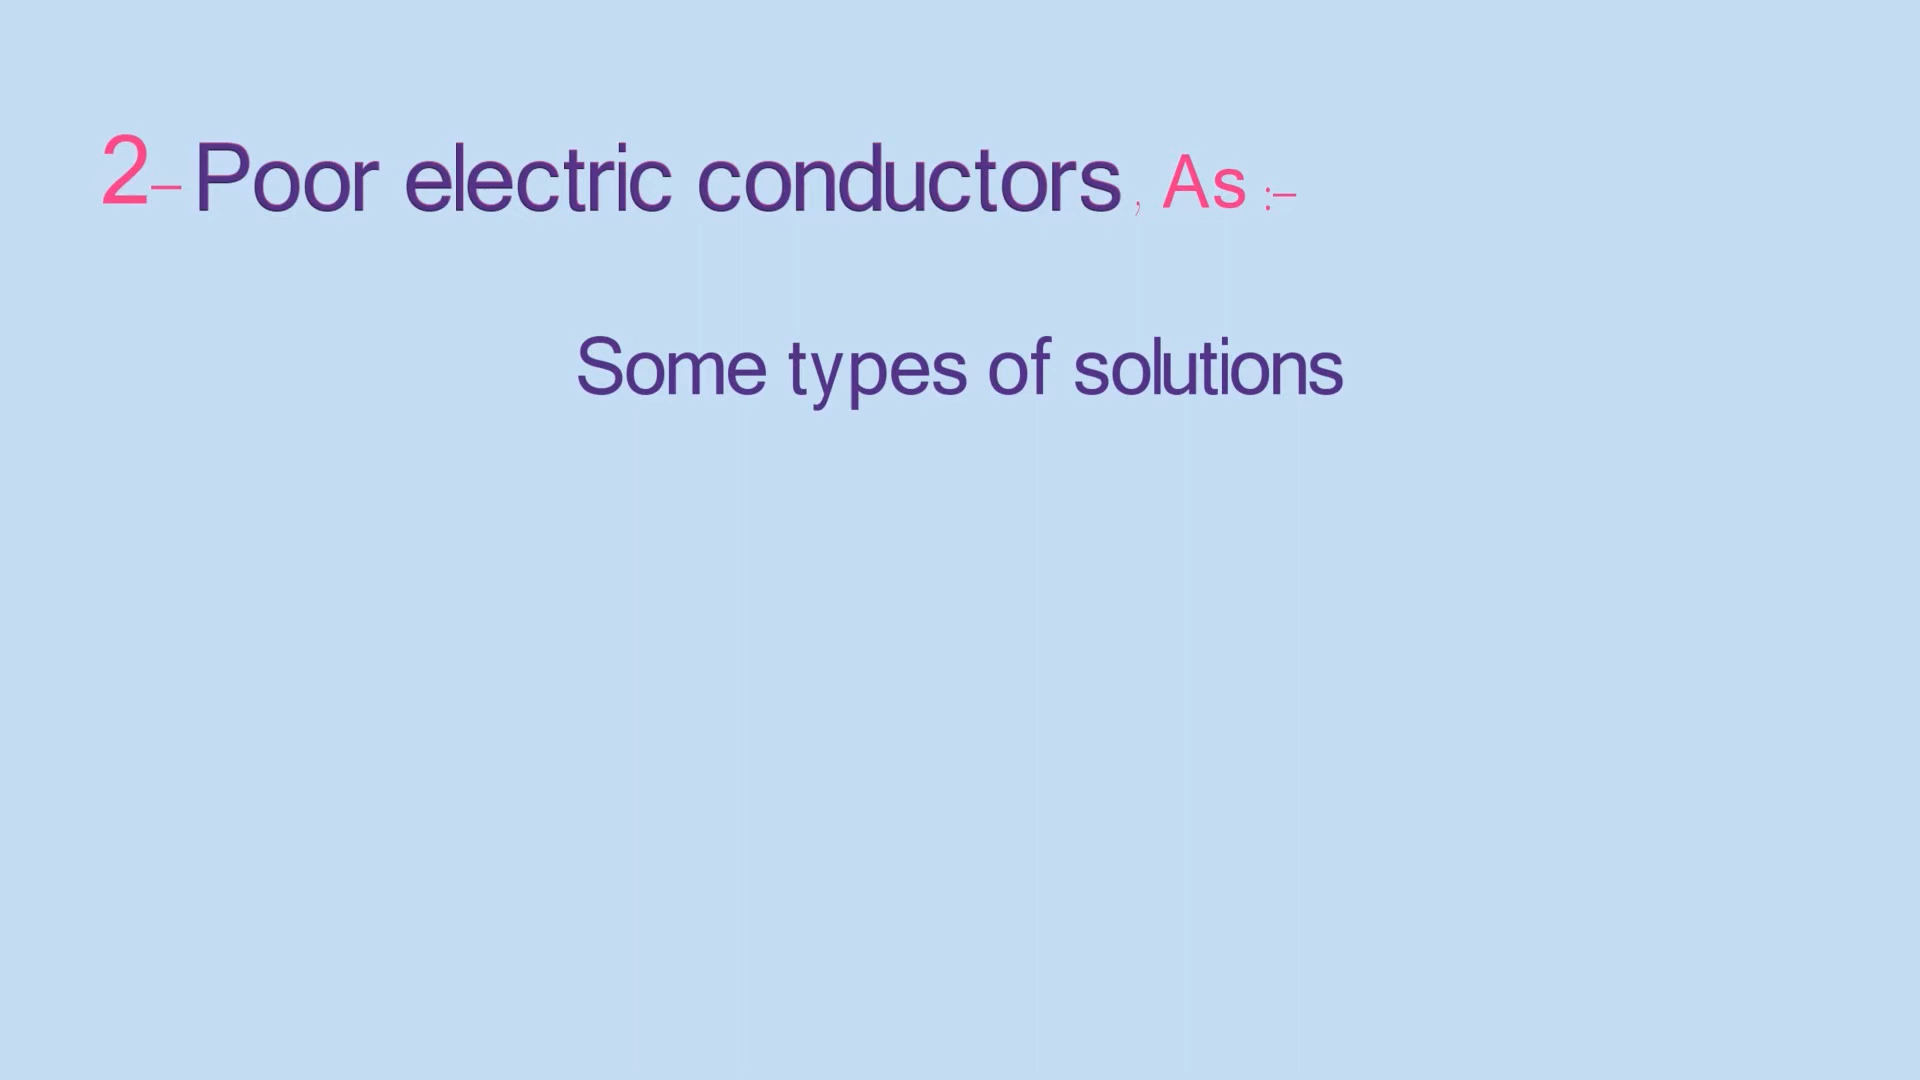 2– Poor electric conductors, As :–
Some types of solutions